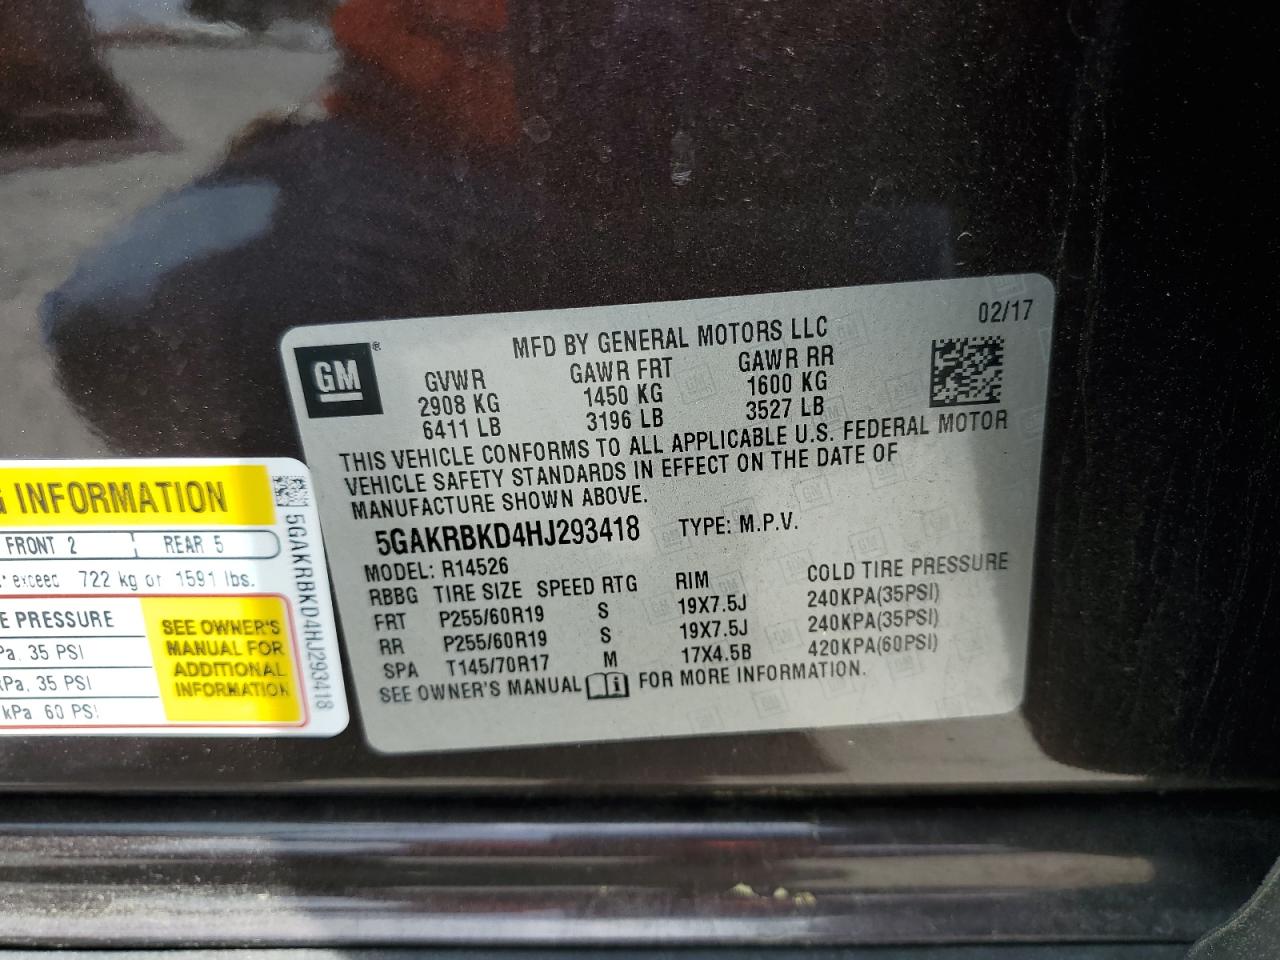 GM
®
MFD BY GENERAL MOTORS LLC
02/17
GVWR GAWR FRT GAWR RR
2908 KG 1450 KG 1600 KG
6411 LB 3196 LB 3527 LB
THIS VEHICLE CONFORMS TO ALL APPLICABLE U.S. FEDERAL MOTOR
VEHICLE SAFETY STANDARDS IN EFFECT ON THE DATE OF
MANUFACTURE SHOWN ABOVE.
5GAKRBKD4HJ293418 TYPE: M.P.V.
MODEL: R14526
RBBG TIRE SIZE SPEED RTG RIM COLD TIRE PRESSURE
FRT P255/60R19 S 19X7.5J 240KPA(35PSI)
RR P255/60R19 S 19X7.5J 240KPA(35PSI)
SPA T145/70R17 M 17X4.5B 420KPA(60PSI)
SEE OWNER'S MANUAL FOR MORE INFORMATION.
INFORMATION
FRONT 2 REAR 5
exceed 722 kg or 1591 lbs.
E PRESSURE
Pa, 35 PSI
kPa, 35 PSI
kPa 60 PSI
SEE OWNER'S
MANUAL FOR
ADDITIONAL
INFORMATION
5GAKRBKD4HJ293418